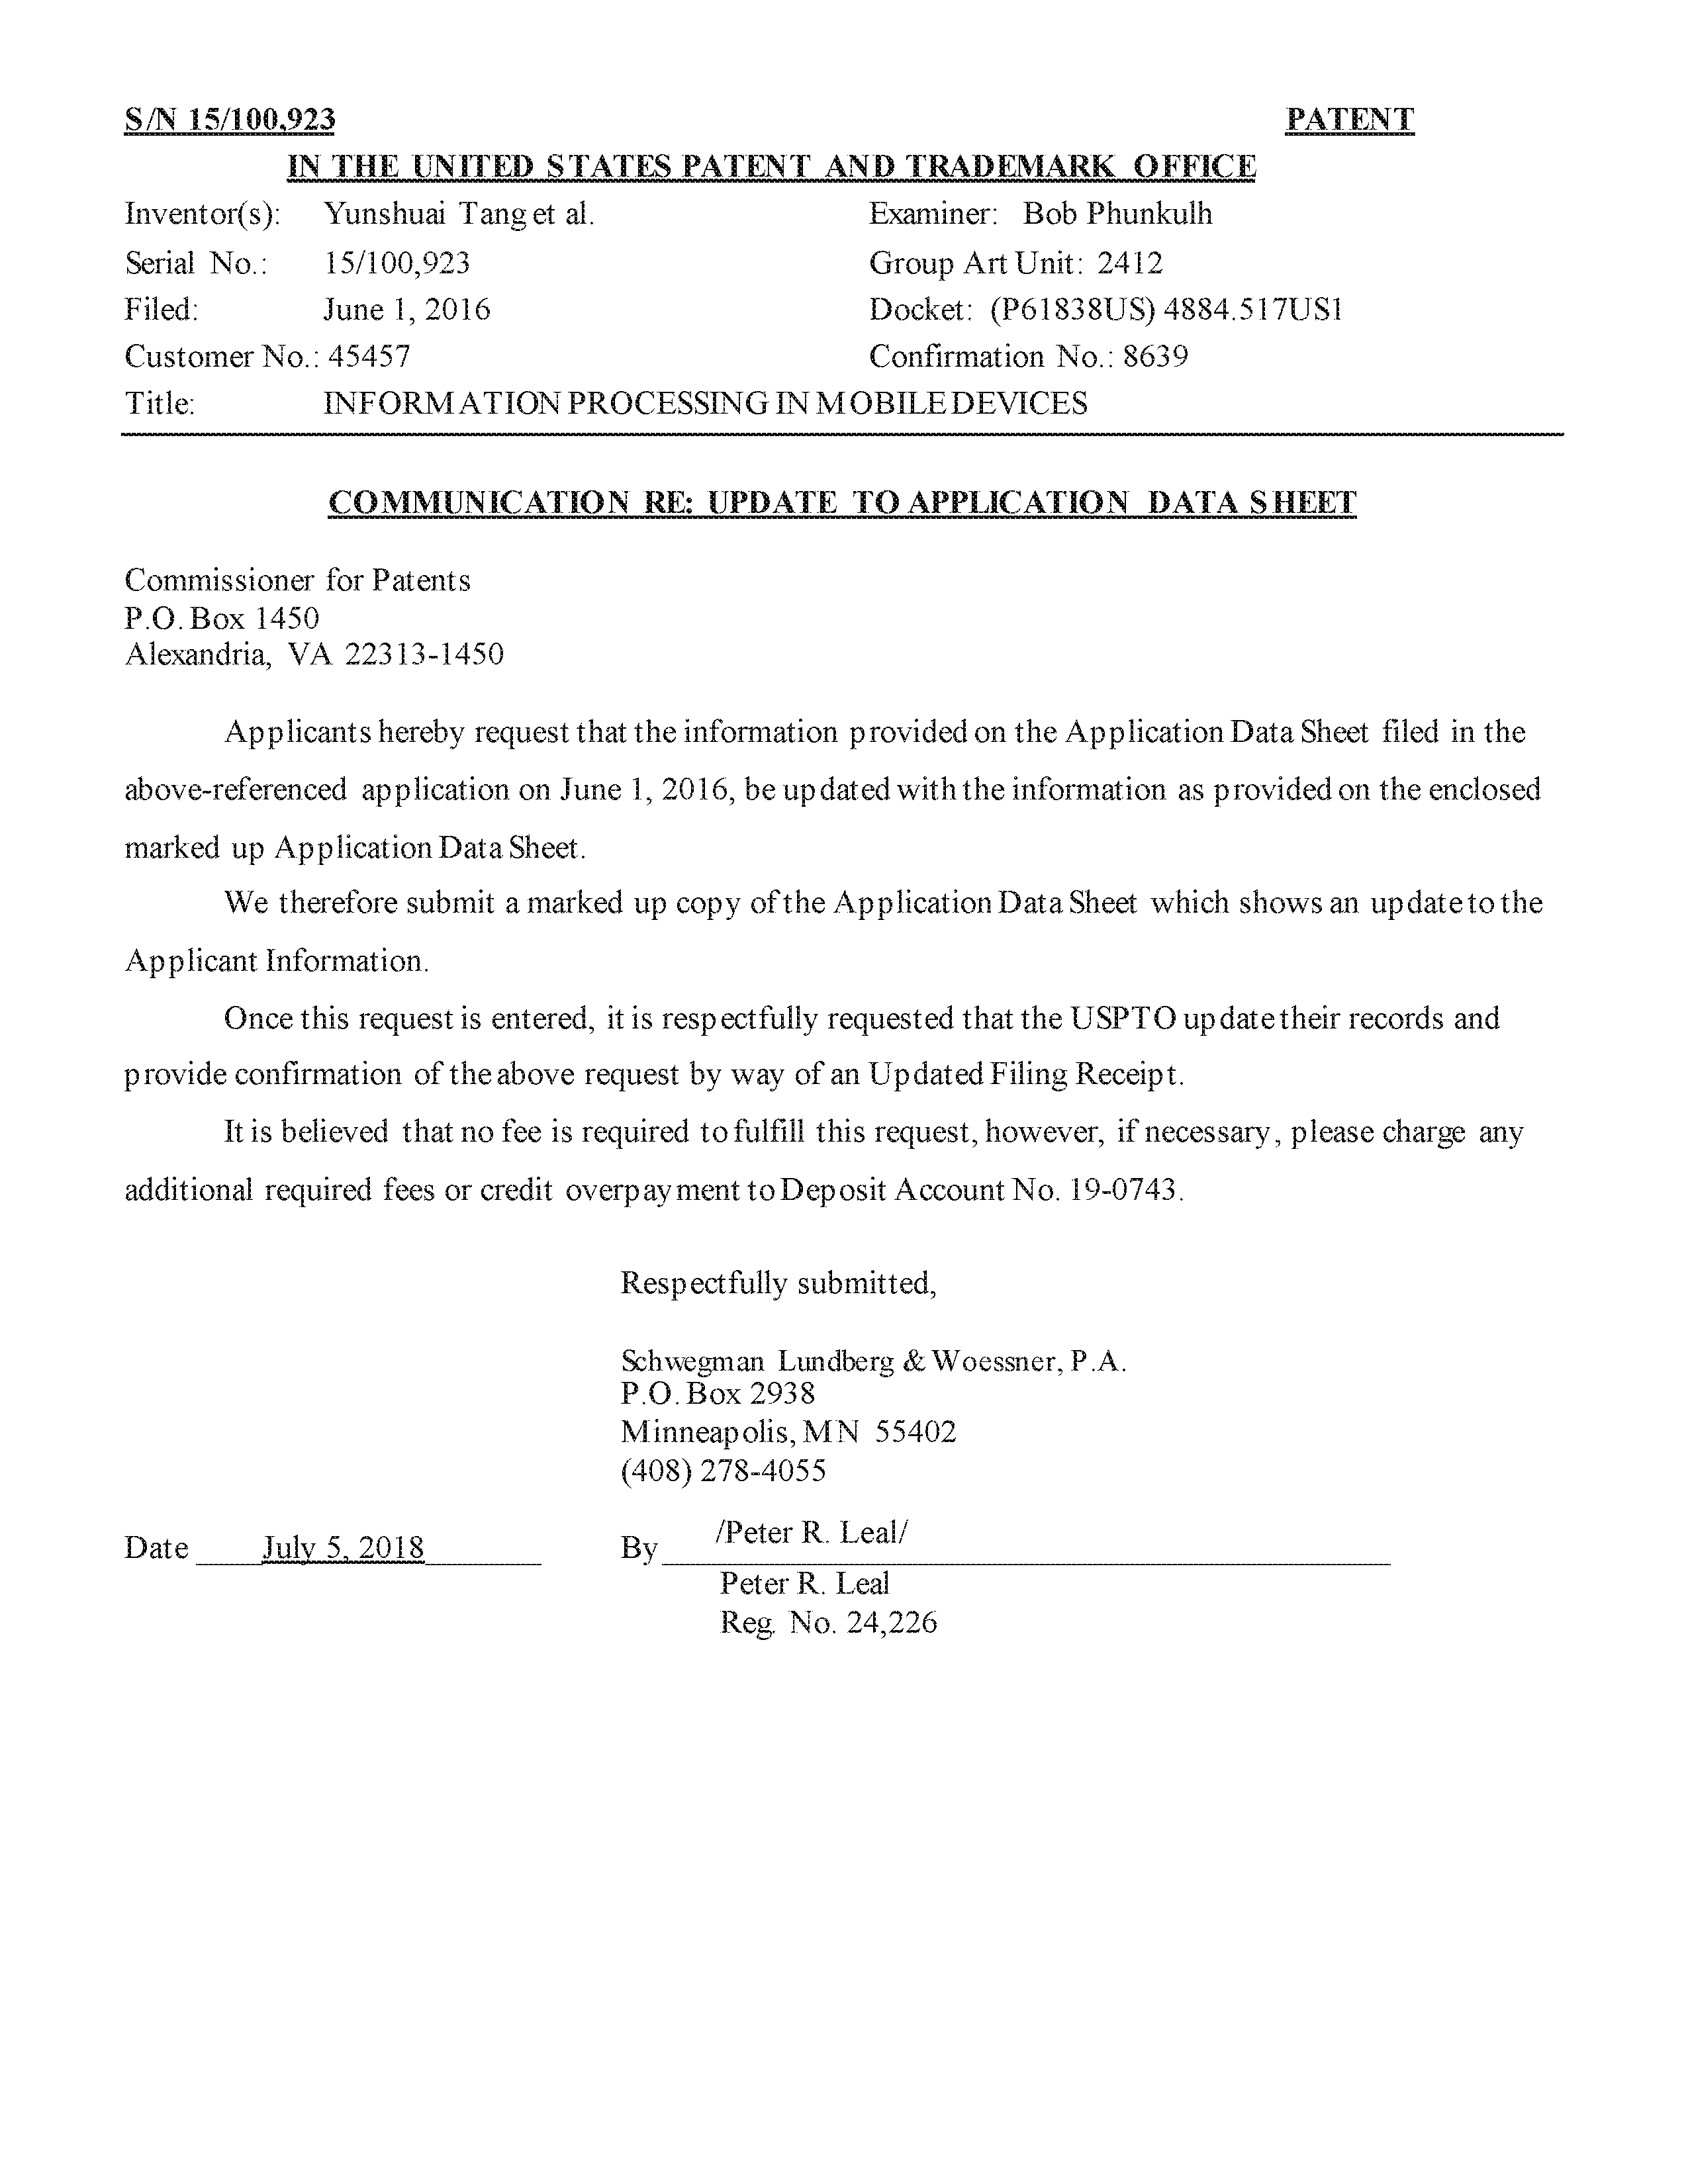 S/N 15/100,923 PATENT
IN THE UNITED STATES PATENT AND TRADEMARK OFFICE
Inventor(s): Yunshuai Tang et al. Examiner: Bob Phunkulh
Serial No.: 15/100,923 Group Art Unit: 2412
Filed: June 1, 2016 Docket: (P61838US) 4884.517US1
Customer No.: 45457 Confirmation No.: 8639
Title: INFORMATION PROCESSING IN MOBILE DEVICES
COMMUNICATION RE: UPDATE TO APPLICATION DATA SHEET
Commissioner for Patents
P.O. Box 1450
Alexandria, VA 22313-1450
Applicants hereby request that the information provided on the Application Data Sheet filed in the
above-referenced application on June 1, 2016, be updated with the information as provided on the enclosed
marked up Application Data Sheet.
We therefore submit a marked up copy of the Application Data Sheet which shows an update to the
Applicant Information.
Once this request is entered, it is respectfully requested that the USPTO update their records and
provide confirmation of the above request by way of an Updated Filing Receipt.
It is believed that no fee is required to fulfill this request, however, if necessary, please charge any
additional required fees or credit overpayment to Deposit Account No. 19-0743.
Respectfully submitted,
Schwegman Lundberg & Woessner, P.A.
P.O. Box 2938
Minneapolis, MN 55402
(408) 278-4055
Date July 5, 2018 By /Peter R. Leal/
Peter R. Leal
Reg. No. 24,226